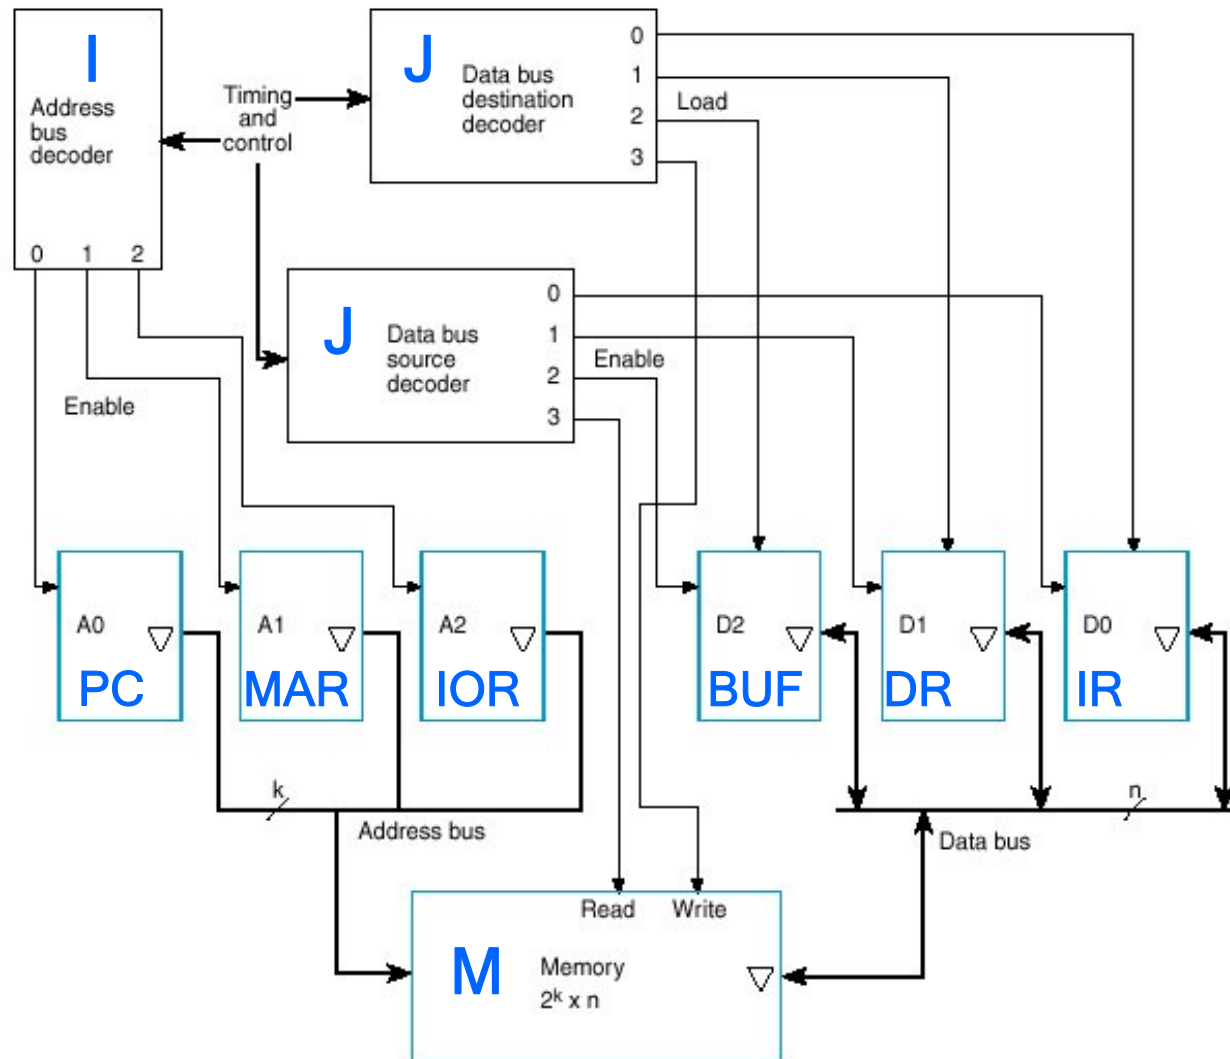 I
Address
bus
decoder
0 1 2
Timing
and
control
J
Data bus
destination
decoder
0
1
2
3
Load
J
Data bus
source
decoder
0
1
2
3
Enable
Enable
A0
PC
A1
MAR
A2
IOR
D2
BUF
D1
DR
D0
IR
k
Address bus
n
Data bus
Read Write
M
Memory
2ᵏ x n